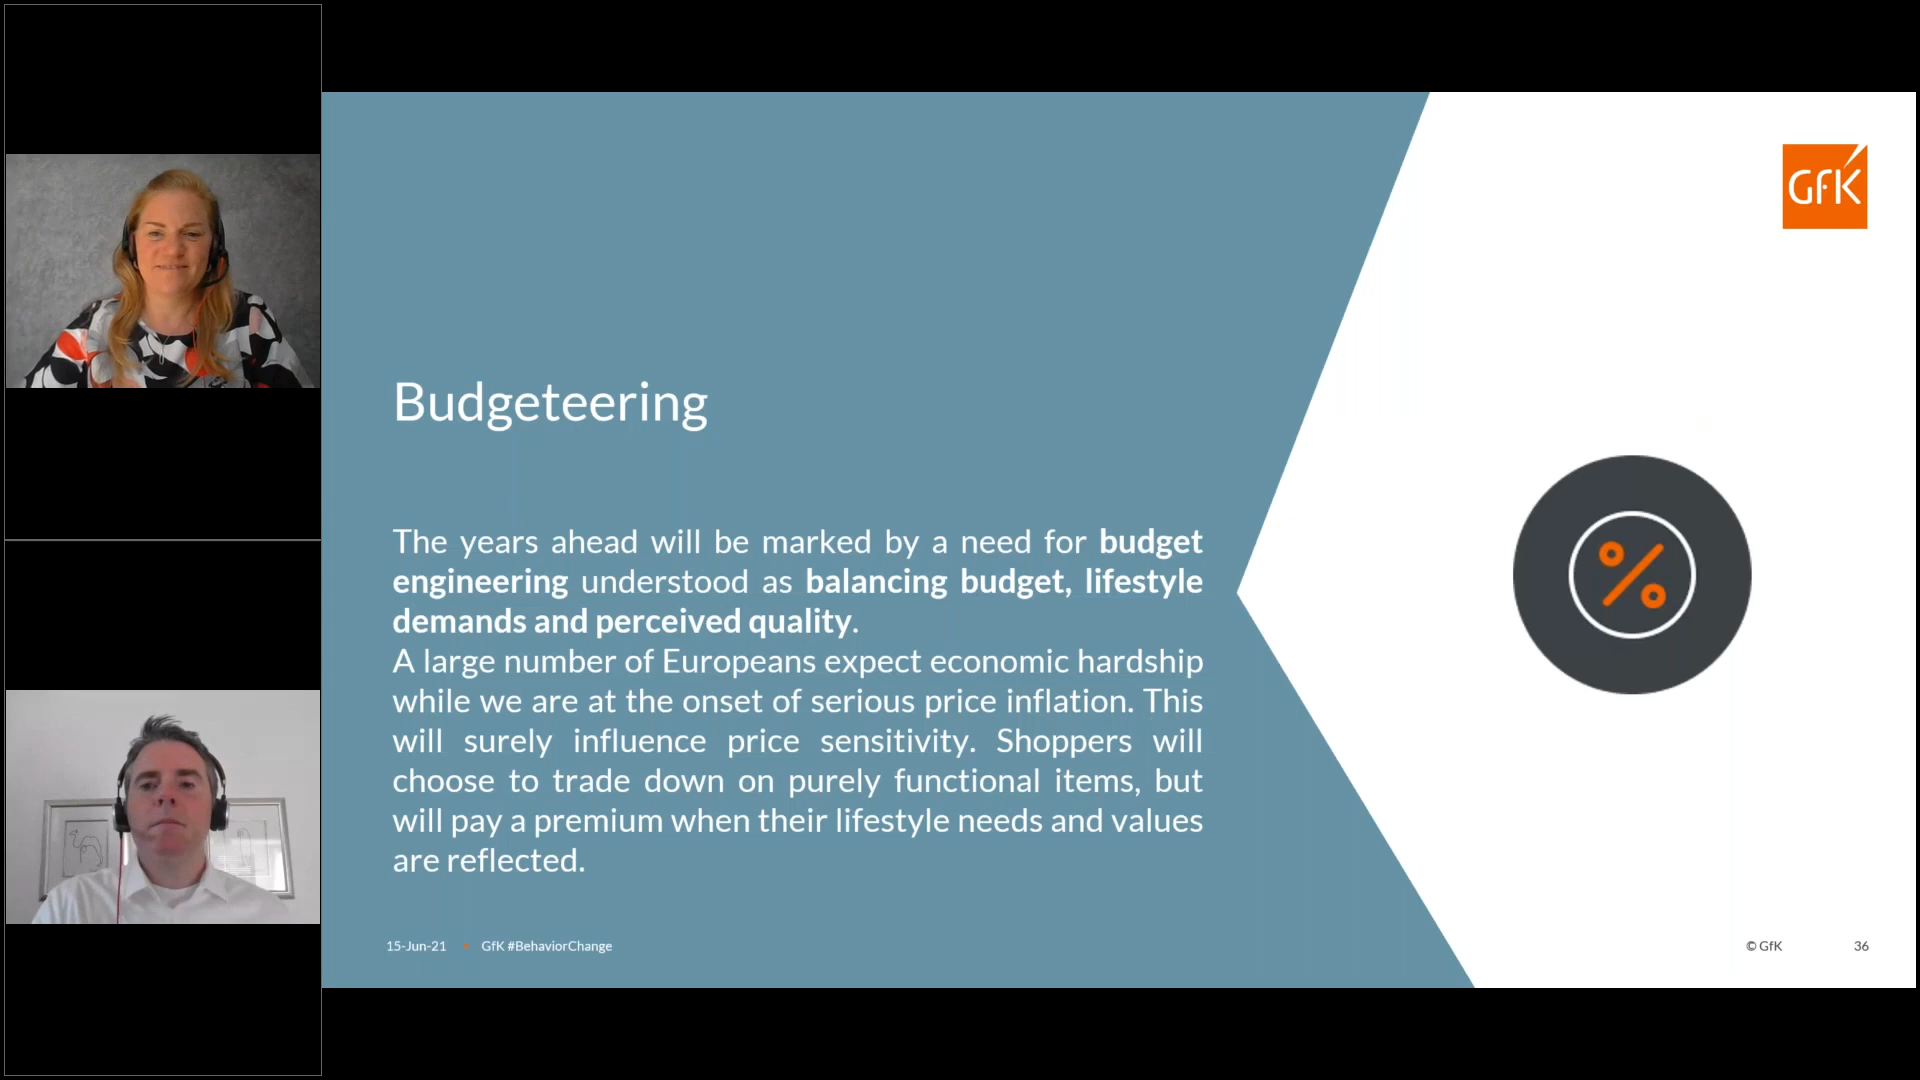 GfK
Budgeteering
The years ahead will be marked by a need for budget
engineering understood as balancing budget, lifestyle
demands and perceived quality.
A large number of Europeans expect economic hardship
while we are at the onset of serious price inflation. This
will surely influence price sensitivity. Shoppers will
choose to trade down on purely functional items, but
will pay a premium when their lifestyle needs and values
are reflected.
15-Jun-21 • GfK #BehaviorChange
© GfK 36